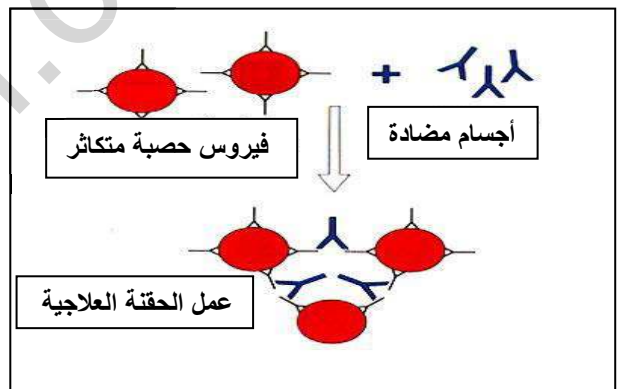 أجسام مضادة
فيروس حصبة متكاثر
عمل الحقنة العلاجية